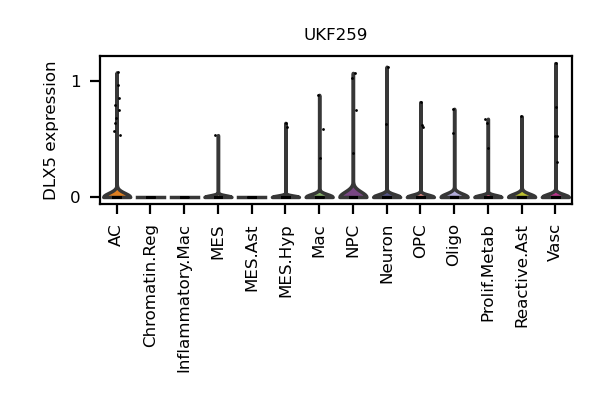 UKF259
DLX5 expression
1
0
AC
Chromatin.Reg
Inflammatory.Mac
MES
MES.Ast
MES.Hyp
Mac
NPC
Neuron
OPC
Oligo
Prolif.Metab
Reactive.Ast
Vasc